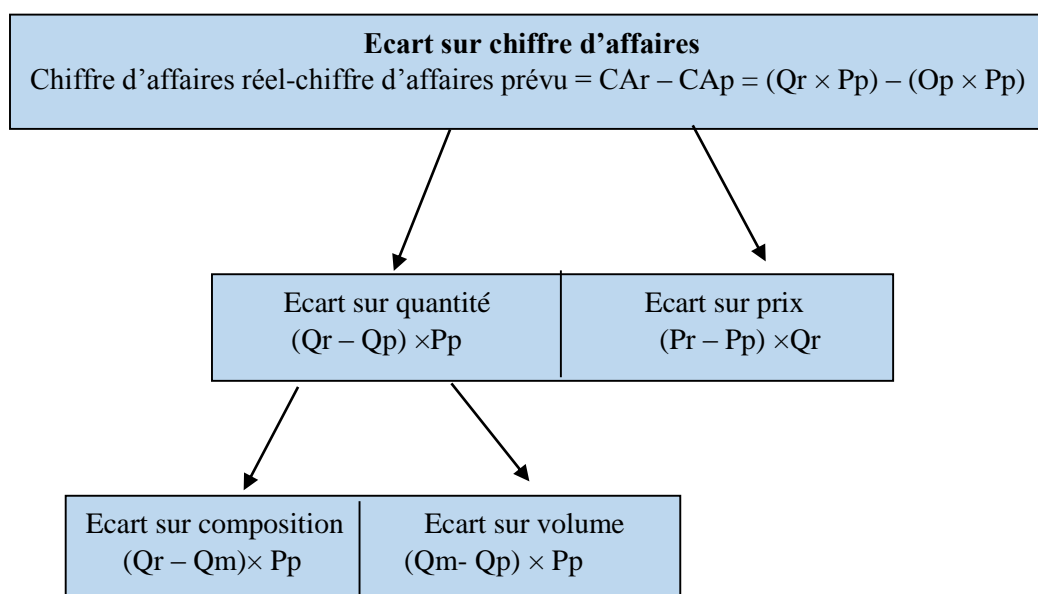 Ecart sur chiffre d’affaires
Chiffre d’affaires réel-chiffre d’affaires prévu = CAr – CAp = (Qr × Pp) – (Op × Pp)
Ecart sur quantité
(Qr – Qp) ×Pp
Ecart sur prix
(Pr – Pp) ×Qr
Ecart sur composition
(Qr – Qm)× Pp
Ecart sur volume
(Qm- Qp) × Pp